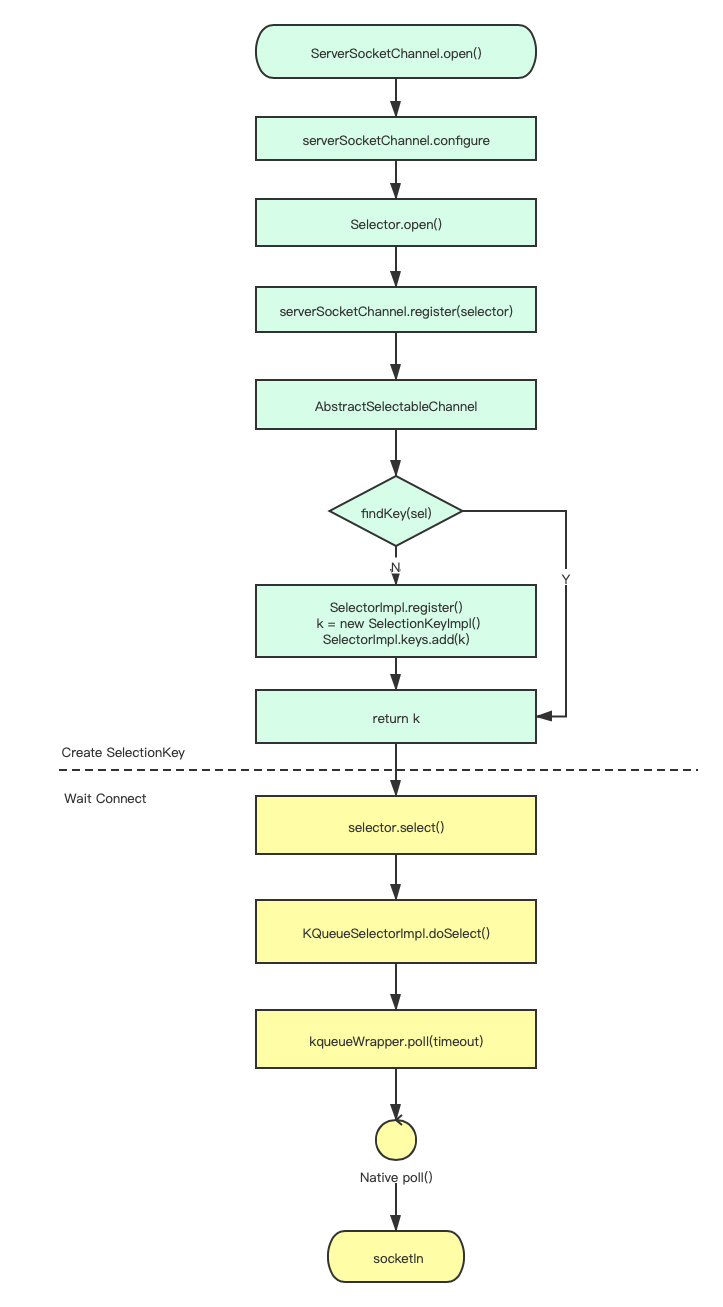 ServerSocketChannel.open()
serverSocketChannel.configure
Selector.open()
serverSocketChannel.register(selector)
AbstractSelectableChannel
findKey(sel)
N
Y
SelectorImpl.register()
k = new SelectionKeyImpl()
SelectorImpl.keys.add(k)
return k
Create SelectionKey
Wait Connect
selector.select()
KQueueSelectorImpl.doSelect()
kqueueWrapper.poll(timeout)
Native poll()
socketIn